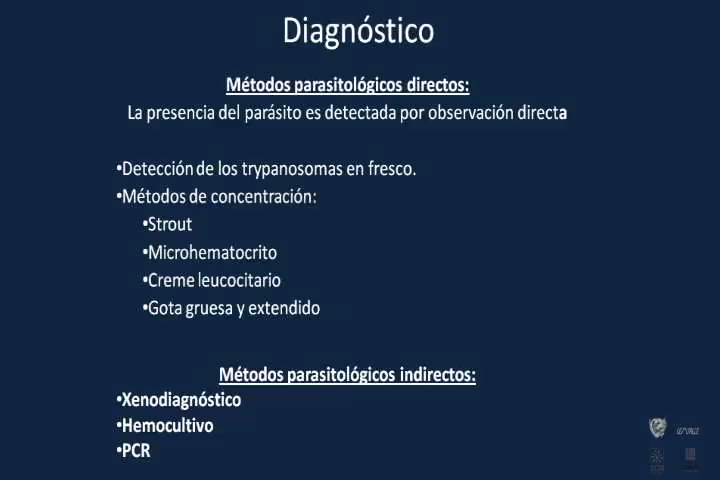 Diagnóstico
Métodos parasitológicos directos:
La presencia del parásito es detectada por observación directa
•Detección de los trypanosomas en fresco.
•Métodos de concentración:
•Strout
•Microhematocrito
•Creme leucocitario
•Gota gruesa y extendido
Métodos parasitológicos indirectos:
•Xenodiagnóstico
•Hemocultivo
•PCR